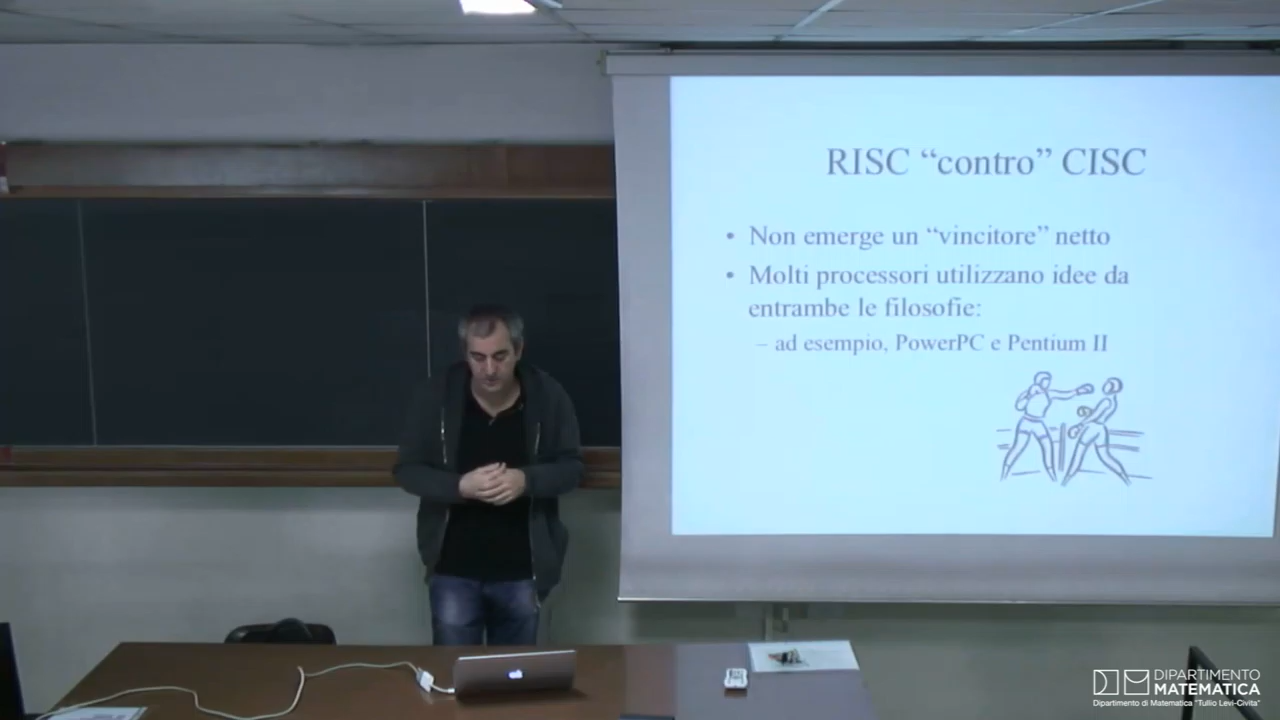 RISC “contro” CISC
• Non emerge un “vincitore” netto
• Molti processori utilizzano idee da
entrambe le filosofie:
– ad esempio, PowerPC e Pentium II
DIPARTIMENTO
MATEMATICA
Dipartimento di Matematica "Tullio Levi-Civita"